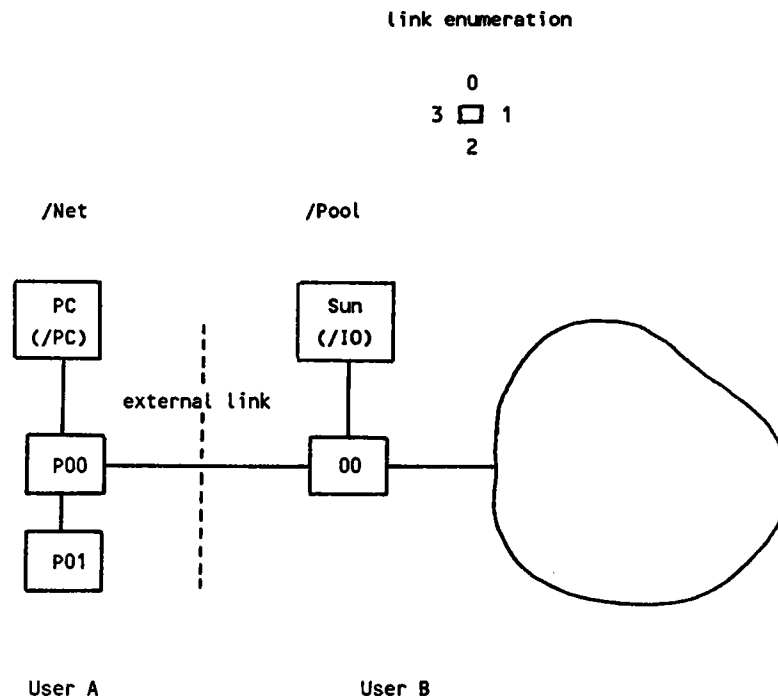 link enumeration
0
3 1
2
/Net /Pool
PC
(/PC)
Sun
(/IO)
external link
P00
00
P01
User A User B